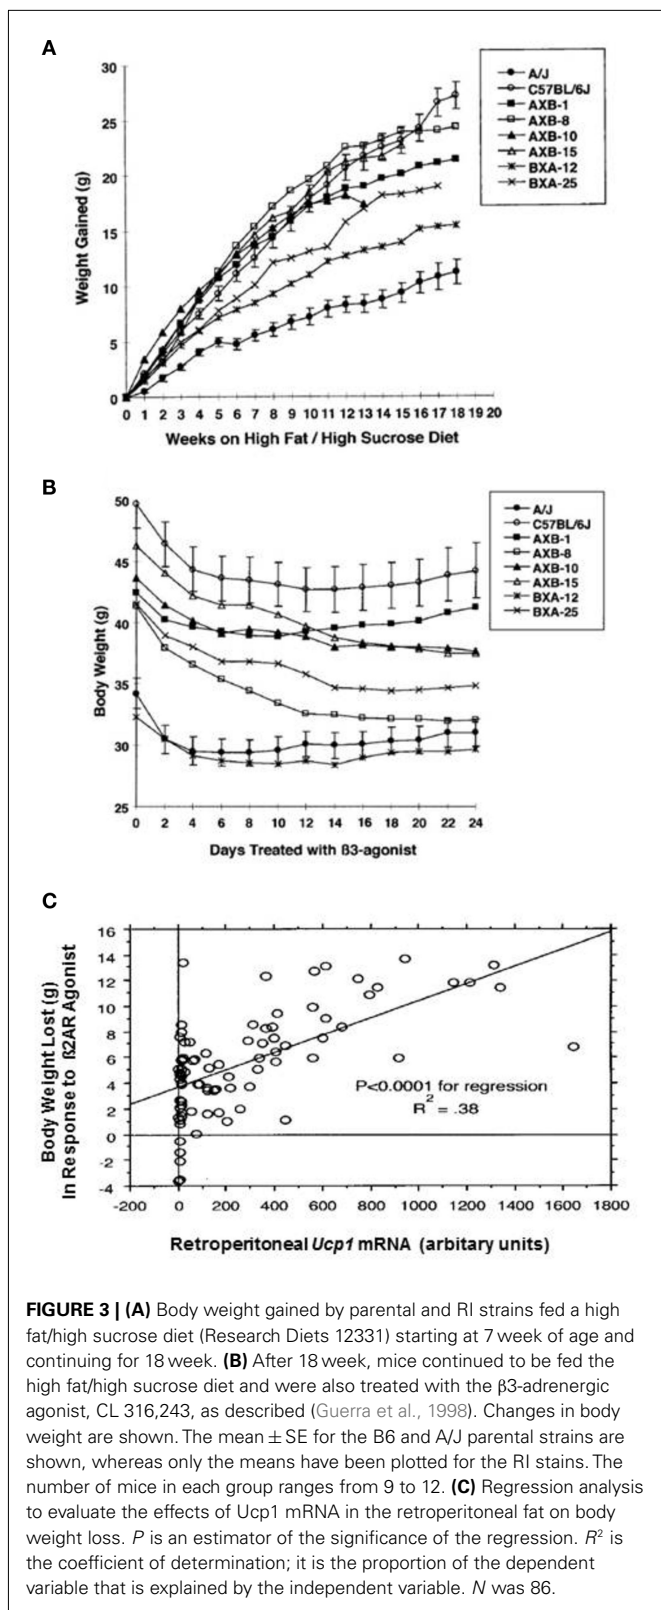 A
30
25
20
15
10
5
0
Weight Gained (g)
A/J
C57BL/6J
AXB-1
AXB-8
AXB-10
AXB-15
BXA-12
BXA-25
0 1 2 3 4 5 6 7 8 9 10 11 12 13 14 15 16 17 18 19 20
Weeks on High Fat / High Sucrose Diet
B
50
45
40
35
30
25
Body Weight (g)
A/J
C57BL/6J
AXB-1
AXB-8
AXB-10
AXB-15
BXA-12
BXA-25
0 2 4 6 8 10 12 14 16 18 20 22 24
Days Treated with ß3-agonist
C
16
14
12
10
8
6
4
2
0
-2
-4
Body Weight Lost (g)
In Response to ß2AR Agonist
P<0.0001 for regression
R2 = .38
-200 0 200 400 600 800 1000 1200 1400 1600 1800
Retroperitoneal Ucp1 mRNA (arbitary units)
FIGURE 3 | (A) Body weight gained by parental and RI strains fed a high
fat/high sucrose diet (Research Diets 12331) starting at 7 week of age and
continuing for 18 week. (B) After 18 week, mice continued to be fed the
high fat/high sucrose diet and were also treated with the β3-adrenergic
agonist, CL 316,243, as described (Guerra et al., 1998). Changes in body
weight are shown. The mean ± SE for the B6 and A/J parental strains are
shown, whereas only the means have been plotted for the RI stains. The
number of mice in each group ranges from 9 to 12. (C) Regression analysis
to evaluate the effects of Ucp1 mRNA in the retroperitoneal fat on body
weight loss. P is an estimator of the significance of the regression. R2 is
the coefficient of determination; it is the proportion of the dependent
variable that is explained by the independent variable. N was 86.